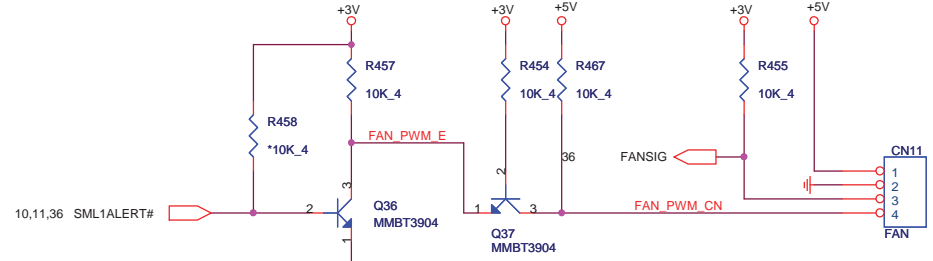 +3V
+3V
+5V
+3V
+5V
R457
10K_4
R454
10K_4
R467
10K_4
R455
10K_4
R458
*10K_4
FAN_PWM_E
36
FANSIG
CN11
1
2
3
4
FAN
2
3
10,11,36 SML1ALERT#
2
Q36
MMBT3904
1
1
3
FAN_PWM_CN
Q37
MMBT3904